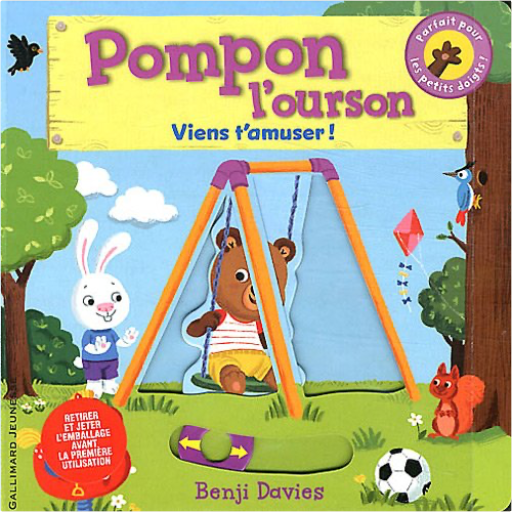 Pompon
l'ourson
Viens t'amuser !
Parfait pour
les petits doigts !
RETIRER
ET JETER
L'EMBALLAGE
AVANT
LA PREMIÈRE
UTILISATION
GALLIMARD JEUNE
Benji Davies